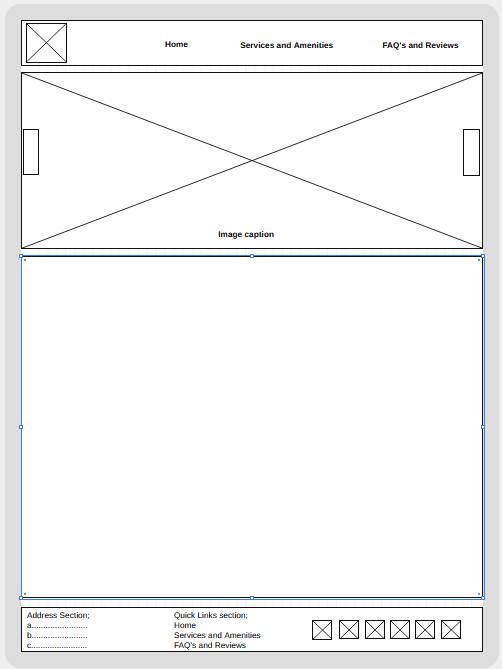 Home
Services and Amenities
FAQ's and Reviews
Image caption
Address Section;
a........................
b........................
c........................
Quick Links section;
Home
Services and Amenities
FAQ's and Reviews